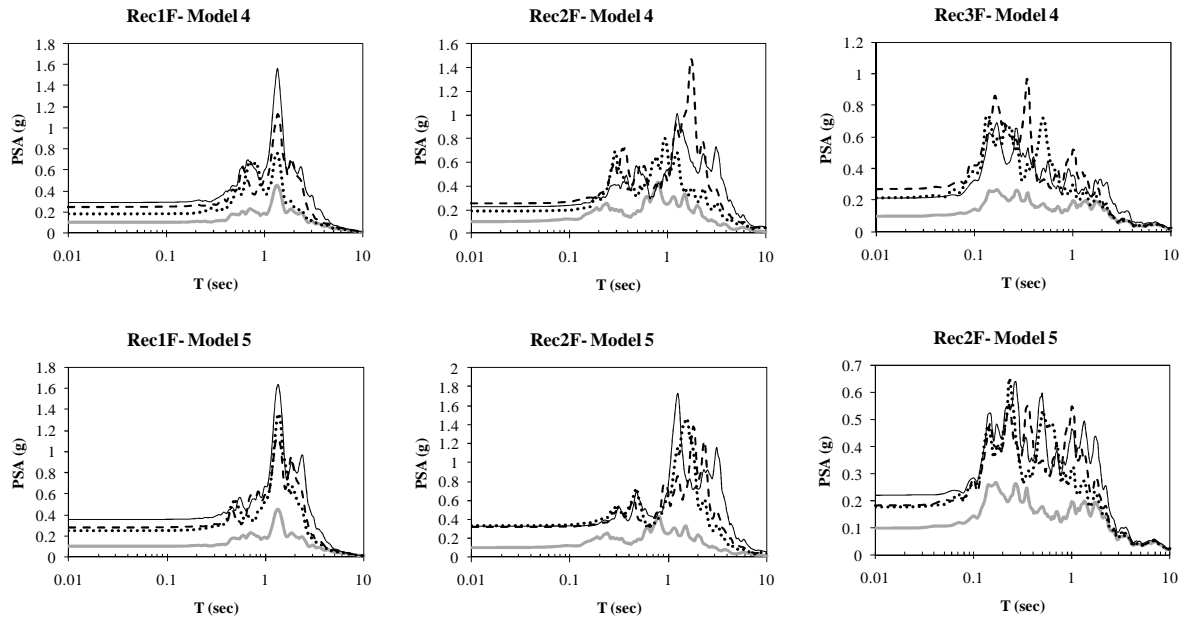 Rec1F- Model 4
PSA (g)
1.8
1.6
1.4
1.2
1
0.8
0.6
0.4
0.2
0
0.01 0.1 1 10
T (sec)
Rec2F- Model 4
PSA (g)
1.6
1.4
1.2
1
0.8
0.6
0.4
0.2
0
0.01 0.1 1 10
T (sec)
Rec3F- Model 4
PSA (g)
1.2
1
0.8
0.6
0.4
0.2
0
0.01 0.1 1 10
T (sec)
Rec1F- Model 5
PSA (g)
1.8
1.6
1.4
1.2
1
0.8
0.6
0.4
0.2
0
0.01 0.1 1 10
T (sec)
Rec2F- Model 5
PSA (g)
2
1.8
1.6
1.4
1.2
1
0.8
0.6
0.4
0.2
0
0.01 0.1 1 10
T (sec)
Rec2F- Model 5
PSA (g)
0.7
0.6
0.5
0.4
0.3
0.2
0.1
0
0.01 0.1 1 10
T (sec)